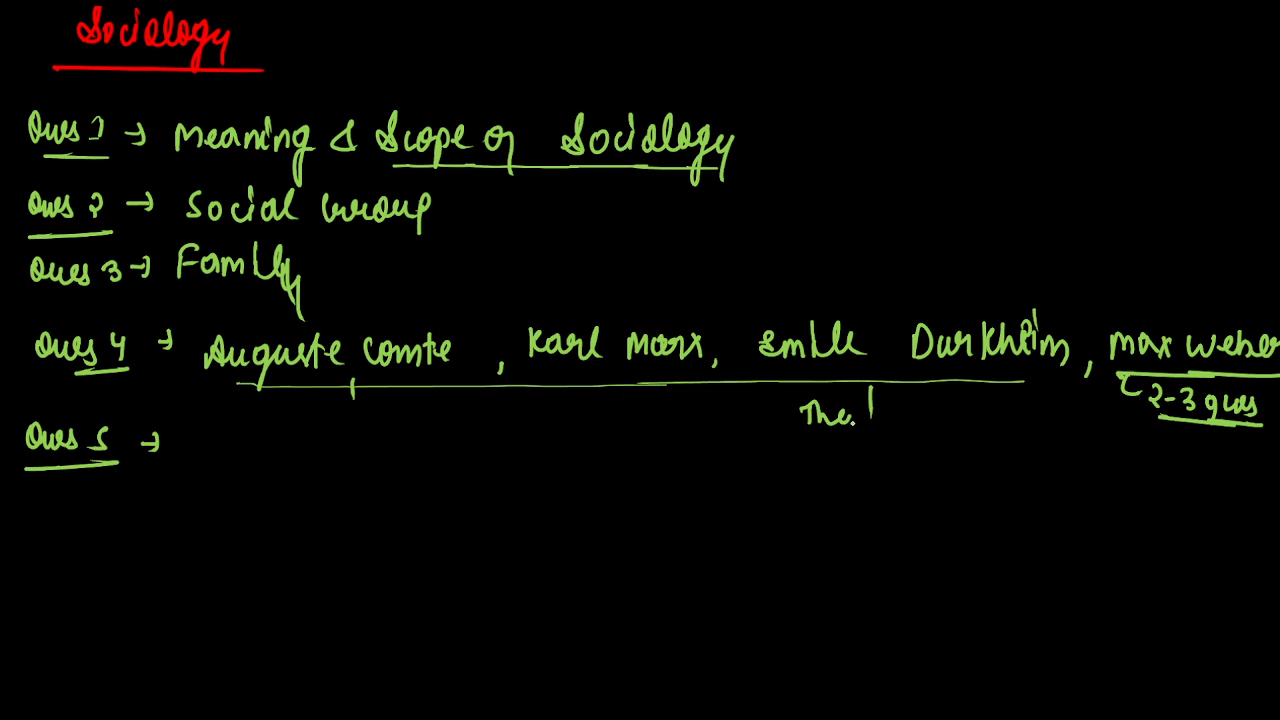 Sociology
Ques 1 → Meaning & Scope of Sociology
Ques 2 → Social Group
Ques 3 → Family
Ques 4 → Auguste Comte, Karl Marx, Emile Durkheim, Max Weber
The.
2-3 ques
Ques 5 →